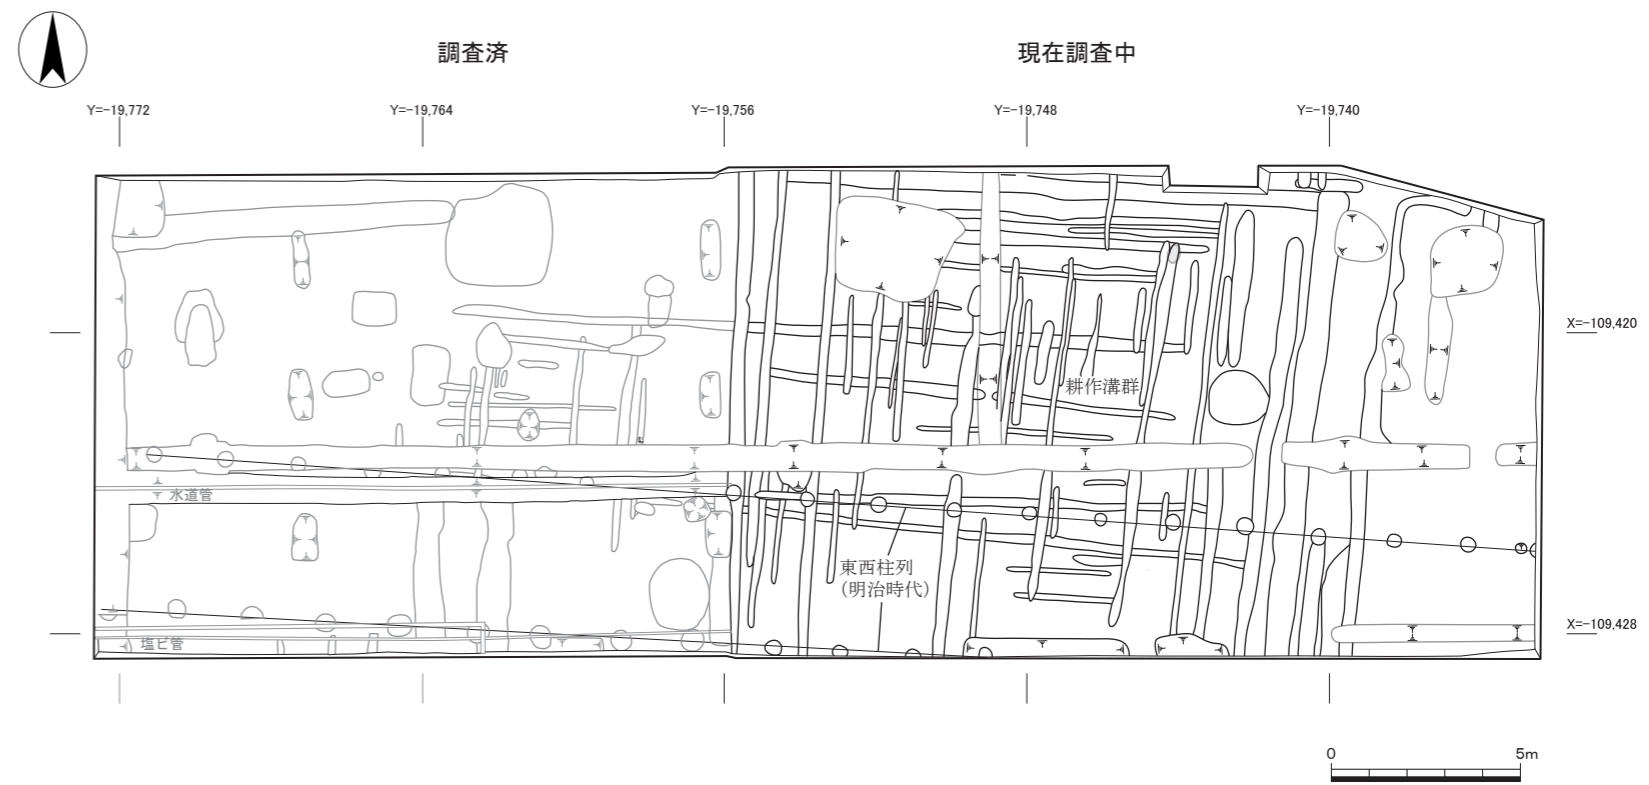 調査済
現在調査中
Y=-19,772
Y=-19,764
Y=-19,756
Y=-19,748
Y=-19,740
X=-109,420
耕作溝群
水道管
東西柱列
(明治時代)
X=-109,428
塩ビ管
0
5m